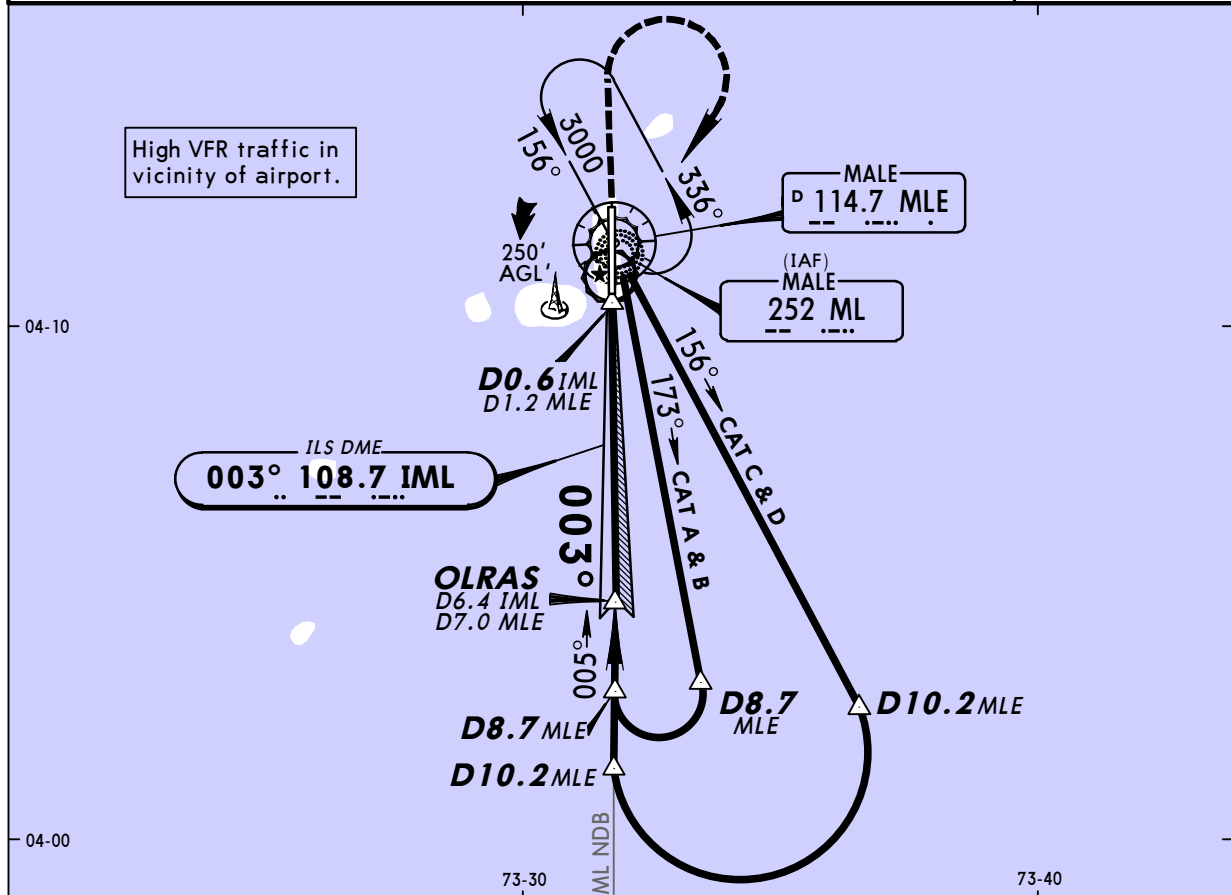 High VFR traffic in
vicinity of airport.
3000
156°
336°
MALE
D 114.7 MLE
(IAF)
MALE
252 ML
250'
AGL'
04-10
D0.6 IML
D1.2 MLE
156°
CAT C & D
173°
CAT A & B
ILS DME
003° 108.7 IML
003°
OLRAS
D6.4 IML
D7.0 MLE
005°
D8.7 MLE
D8.7
MLE
D10.2 MLE
D10.2 MLE
04-00
ML NDB
73-30
73-40